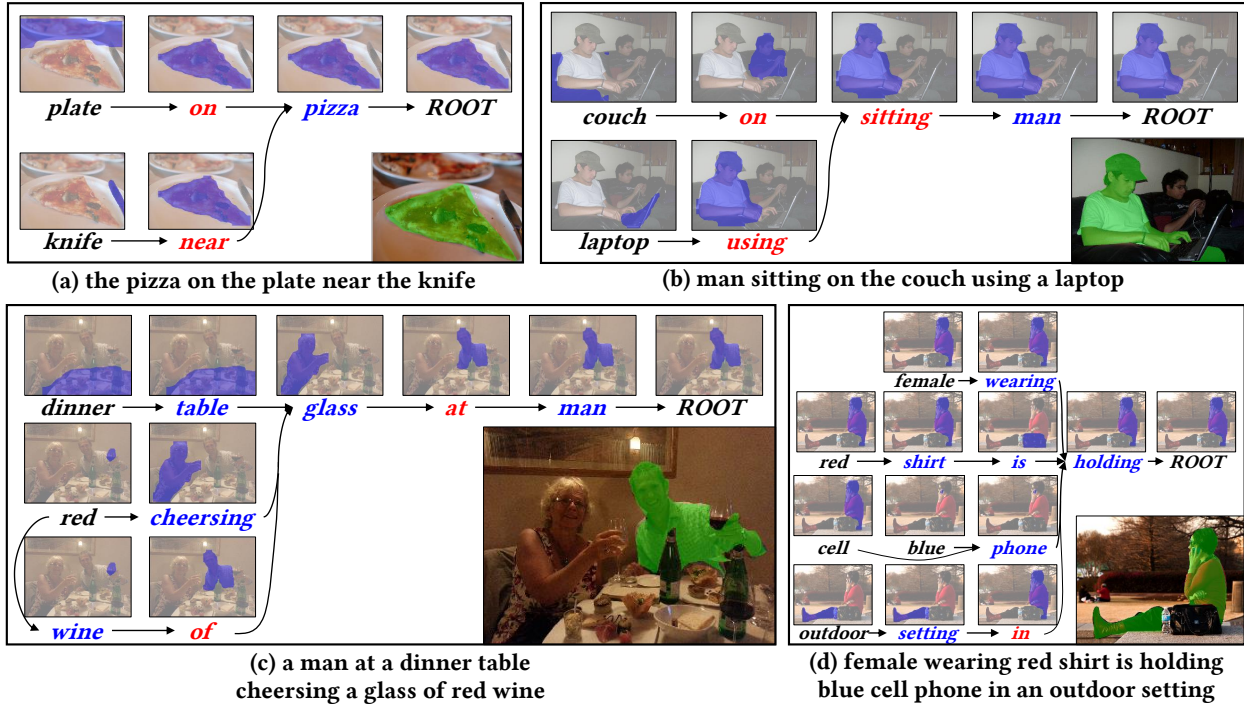 plate on pizza ROOT
knife near
(a) the pizza on the plate near the knife
couch on sitting man ROOT
laptop using
(b) man sitting on the couch using a laptop
dinner table glass at man ROOT
red cheersing
wine of
(c) a man at a dinner table
cheersing a glass of red wine
female wearing
red shirt is holding ROOT
cell blue phone
outdoor setting in
(d) female wearing red shirt is holding
blue cell phone in an outdoor setting